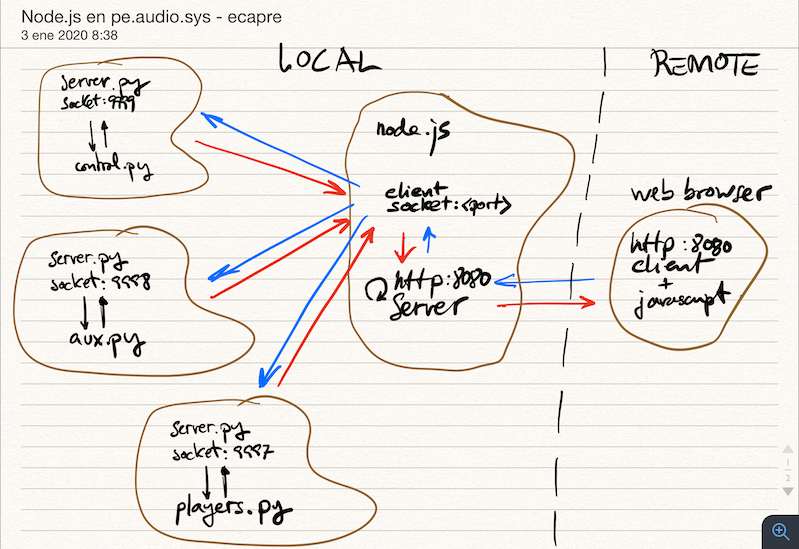 Node.js en pe.audio.sys - ecapre
3 ene 2020 8:38
LOCAL
REMOTE
server.py
socket:9999
control.py
node.js
client
socket:<port>
http:8080
Server
web browser
http:8080
client
+
javascript
Server.py
socket:9998
aux.py
Server.py
socket:9997
players.py
1
2